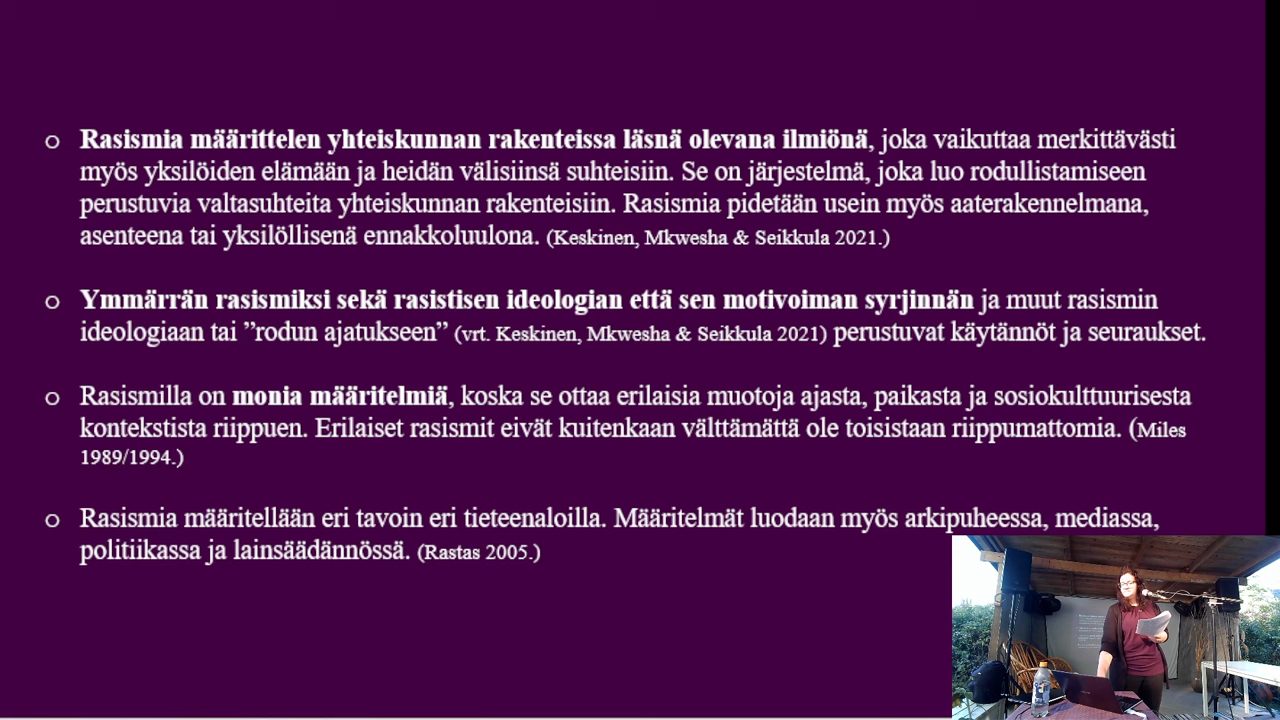 Rasismia määrittelen yhteiskunnan rakenteissa läsnä olevana ilmiönä, joka vaikuttaa merkittävästi
myös yksilöiden elämään ja heidän välisiinsä suhteisiin. Se on järjestelmä, joka luo rodullistamiseen
perustuvia valtasuhteita yhteiskunnan rakenteisiin. Rasismia pidetään usein myös aaterakennelmana,
asenteena tai yksilöllisenä ennakkoluulona. (Keskinen, Mkwesha & Seikkula 2021.)
Ymmärrän rasismiksi sekä rasistisen ideologian että sen motivoiman syrjinnän ja muut rasismin
ideologiaan tai ”rodun ajatukseen” (vrt. Keskinen, Mkwesha & Seikkula 2021) perustuvat käytännöt ja seuraukset.
Rasismilla on monia määritelmiä, koska se ottaa erilaisia muotoja ajasta, paikasta ja sosiokulttuurisesta
kontekstista riippuen. Erilaiset rasismit eivät kuitenkaan välttämättä ole toisistaan riippumattomia. (Miles
1989/1994.)
Rasismia määritellään eri tavoin eri tieteenaloilla. Määritelmät luodaan myös arkipuheessa, mediassa,
politiikassa ja lainsäädännössä. (Rastas 2005.)